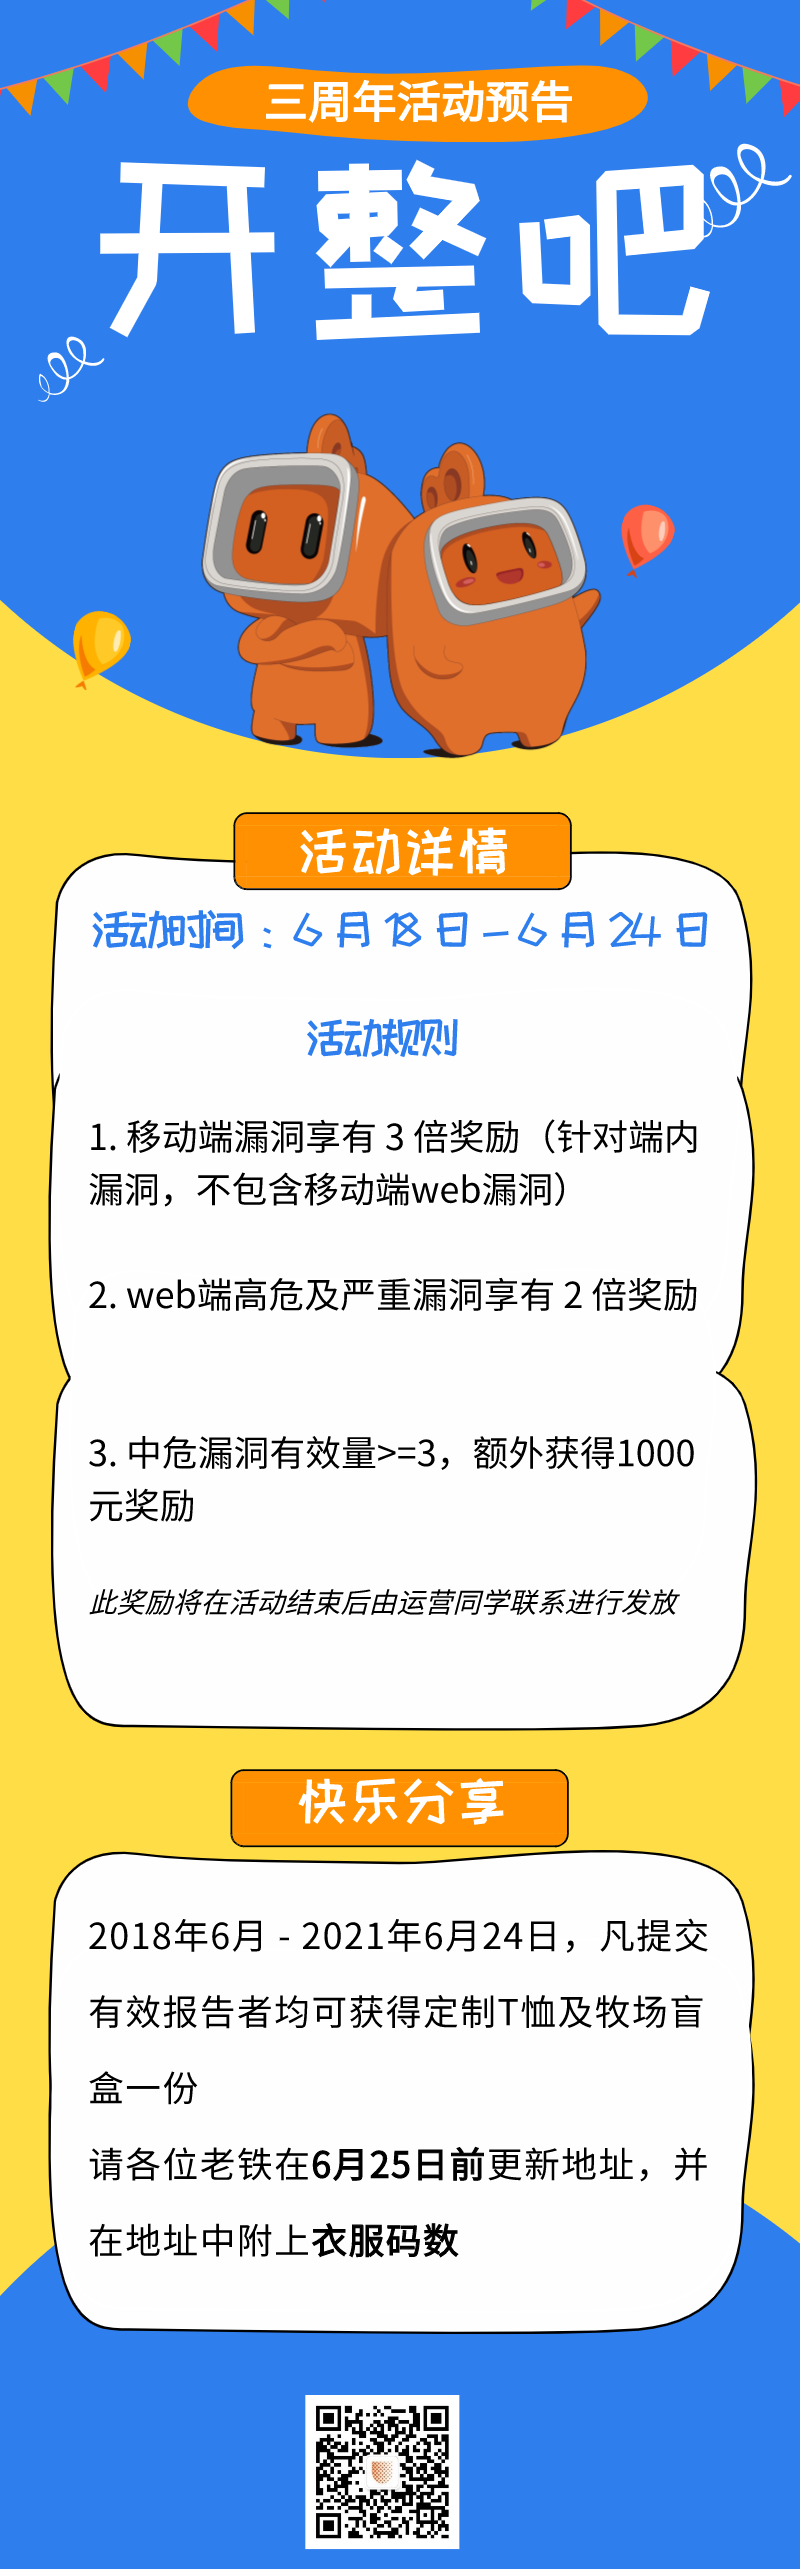 三周年活动预告
开整吧
活动详情
活动时间：6月18日-6月24日
活动规则
1. 移动端漏洞享有 3 倍奖励（针对端内
漏洞，不包含移动端web漏洞）
2. web端高危及严重漏洞享有 2 倍奖励
3. 中危漏洞有效量>=3，额外获得1000
元奖励
此奖励将在活动结束后由运营同学联系进行发放
快乐分享
2018年6月 - 2021年6月24日，凡提交
有效报告者均可获得定制T恤及牧场盲
盒一份
请各位老铁在6月25日前更新地址，并
在地址中附上衣服码数